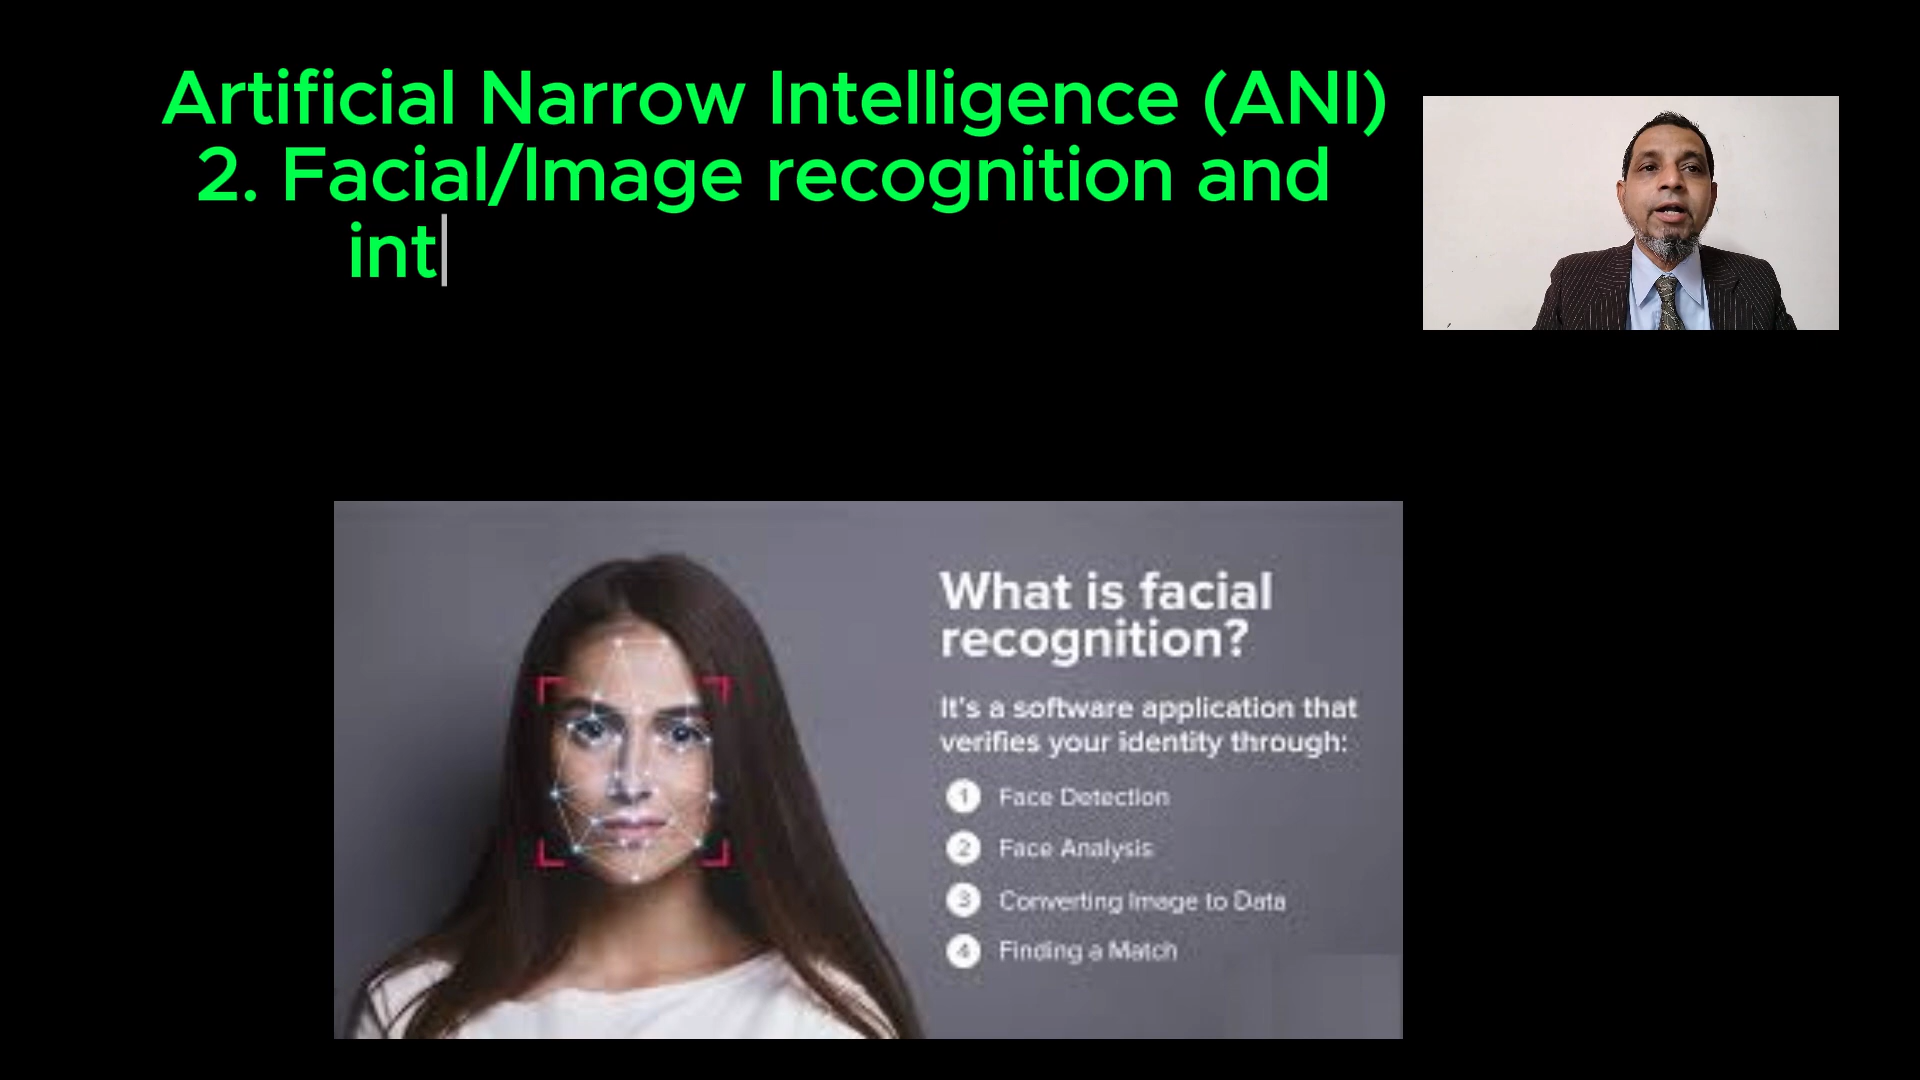 Artificial Narrow Intelligence (ANI)
2. Facial/Image recognition and
int
What is facial
recognition?
It's a software application that
verifies your identity through:
1 Face Detection
2 Face Analysis
3 Converting Image to Data
4 Finding a Match